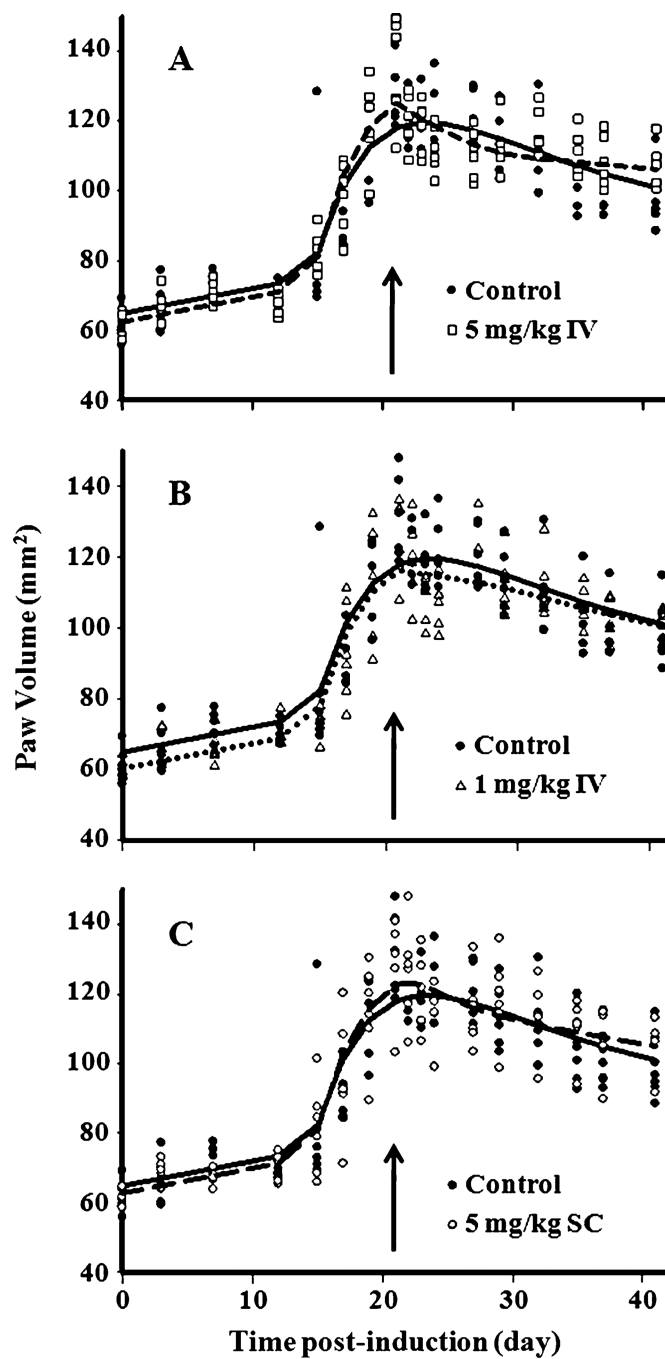 140
A
120
100
80
Control
5 mg/kg IV
60
40
140
B
120
100
80
Control
1 mg/kg IV
60
40
Paw Volume (mm²)
140
C
120
100
80
Control
5 mg/kg SC
60
40
0 10 20 30 40
Time post-induction (day)